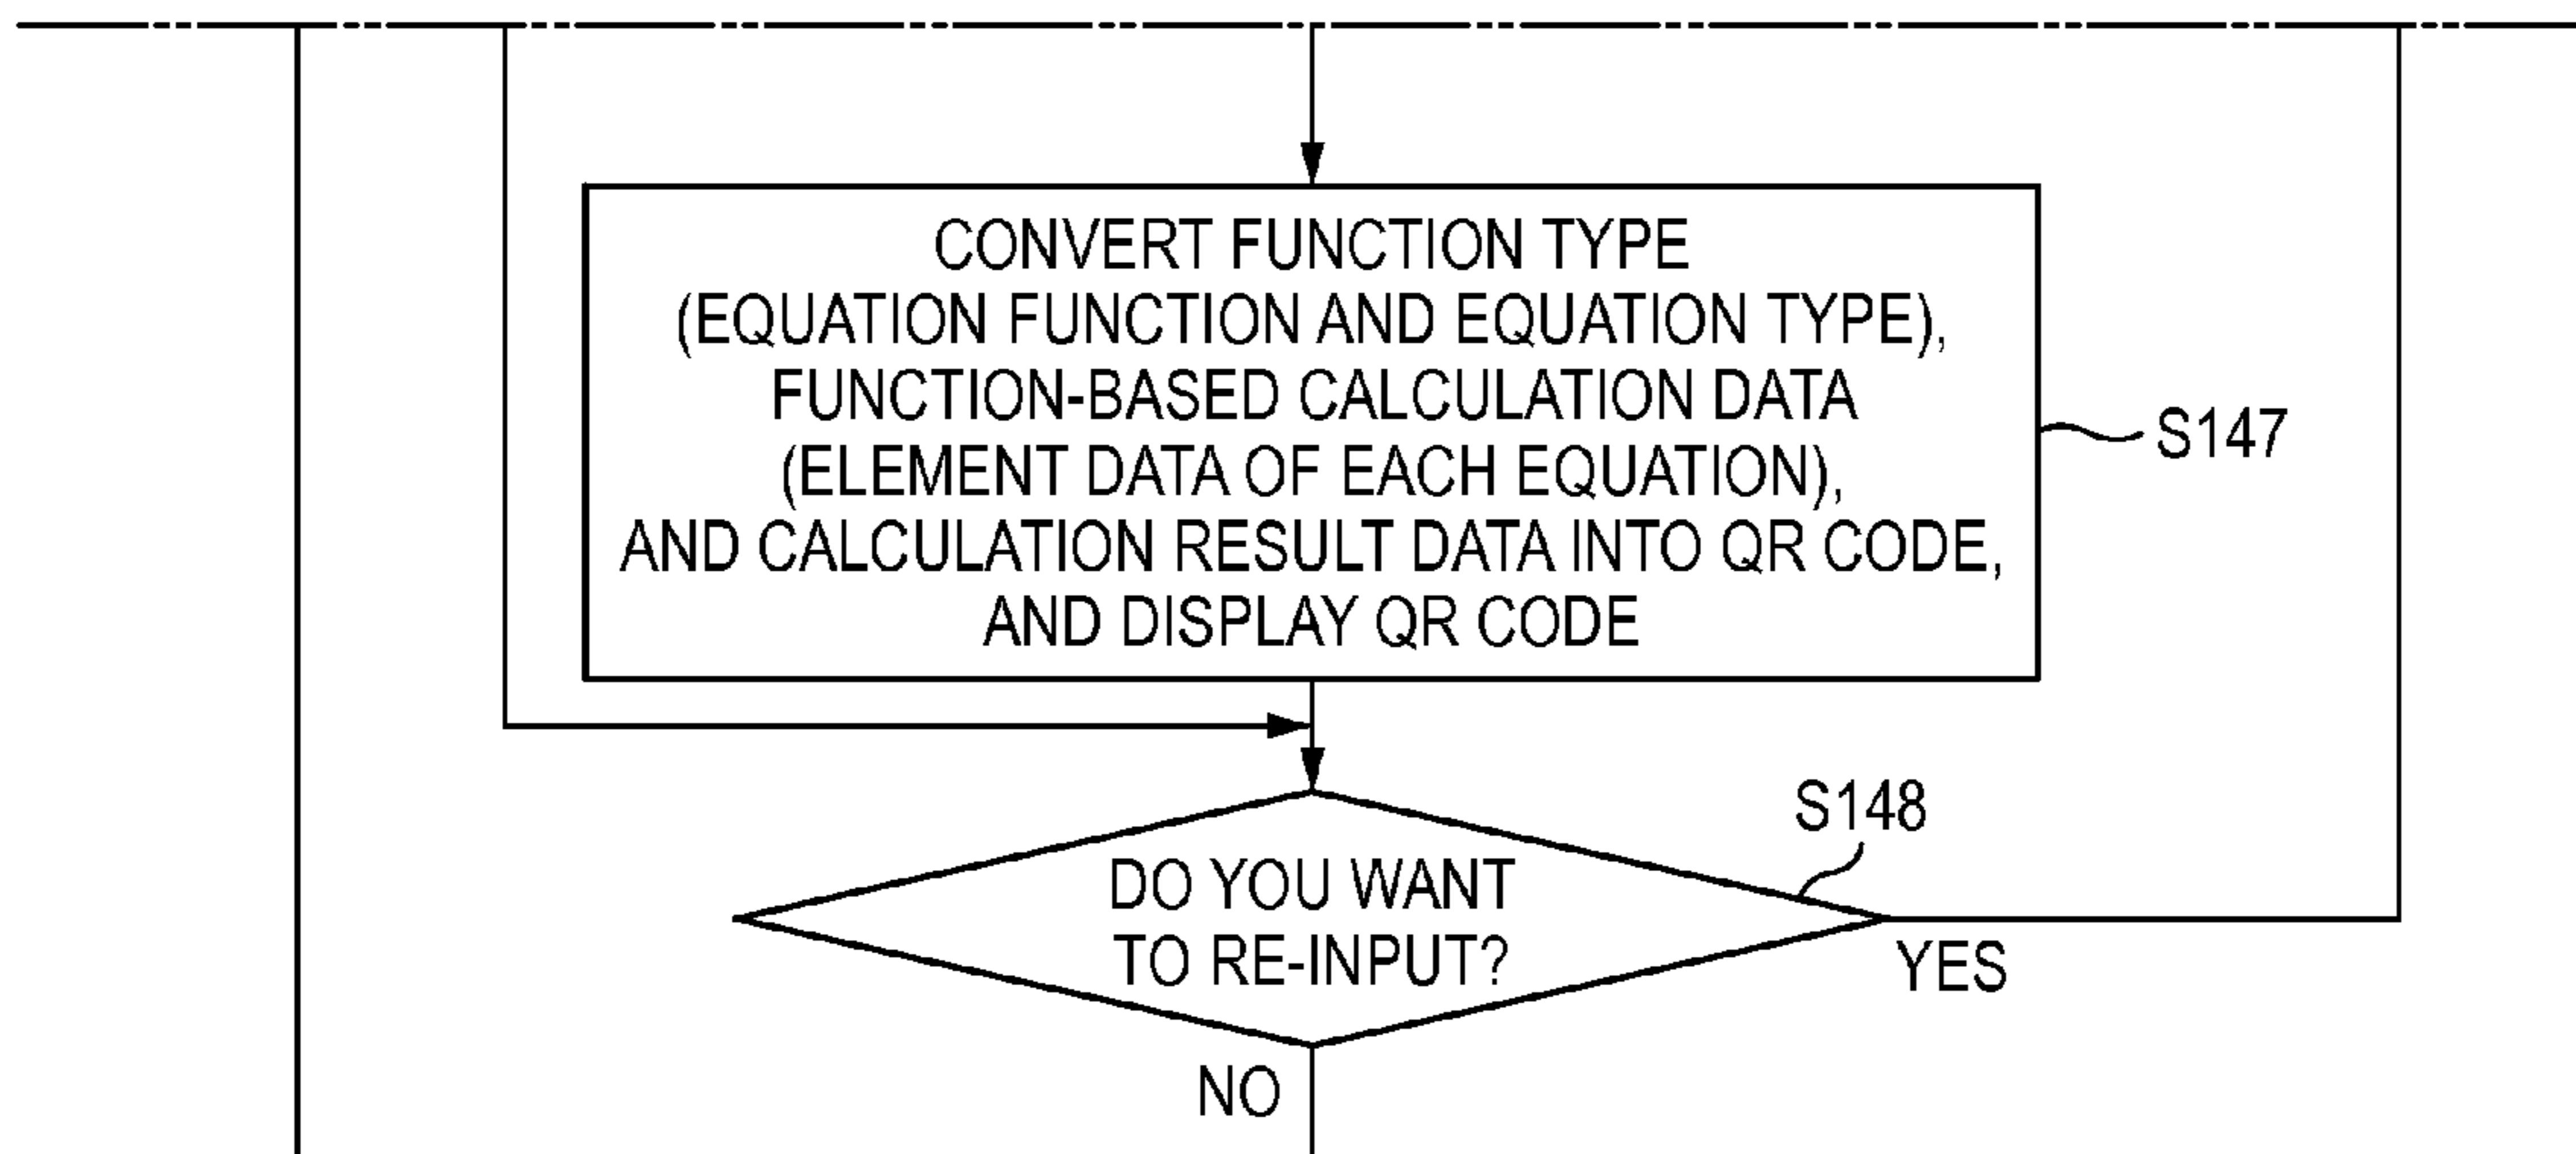 CONVERT FUNCTION TYPE
(EQUATION FUNCTION AND EQUATION TYPE),
FUNCTION-BASED CALCULATION DATA
(ELEMENT DATA OF EACH EQUATION),
AND CALCULATION RESULT DATA INTO QR CODE,
AND DISPLAY QR CODE
S147
S148
DO YOU WANT
TO RE-INPUT?
YES
NO